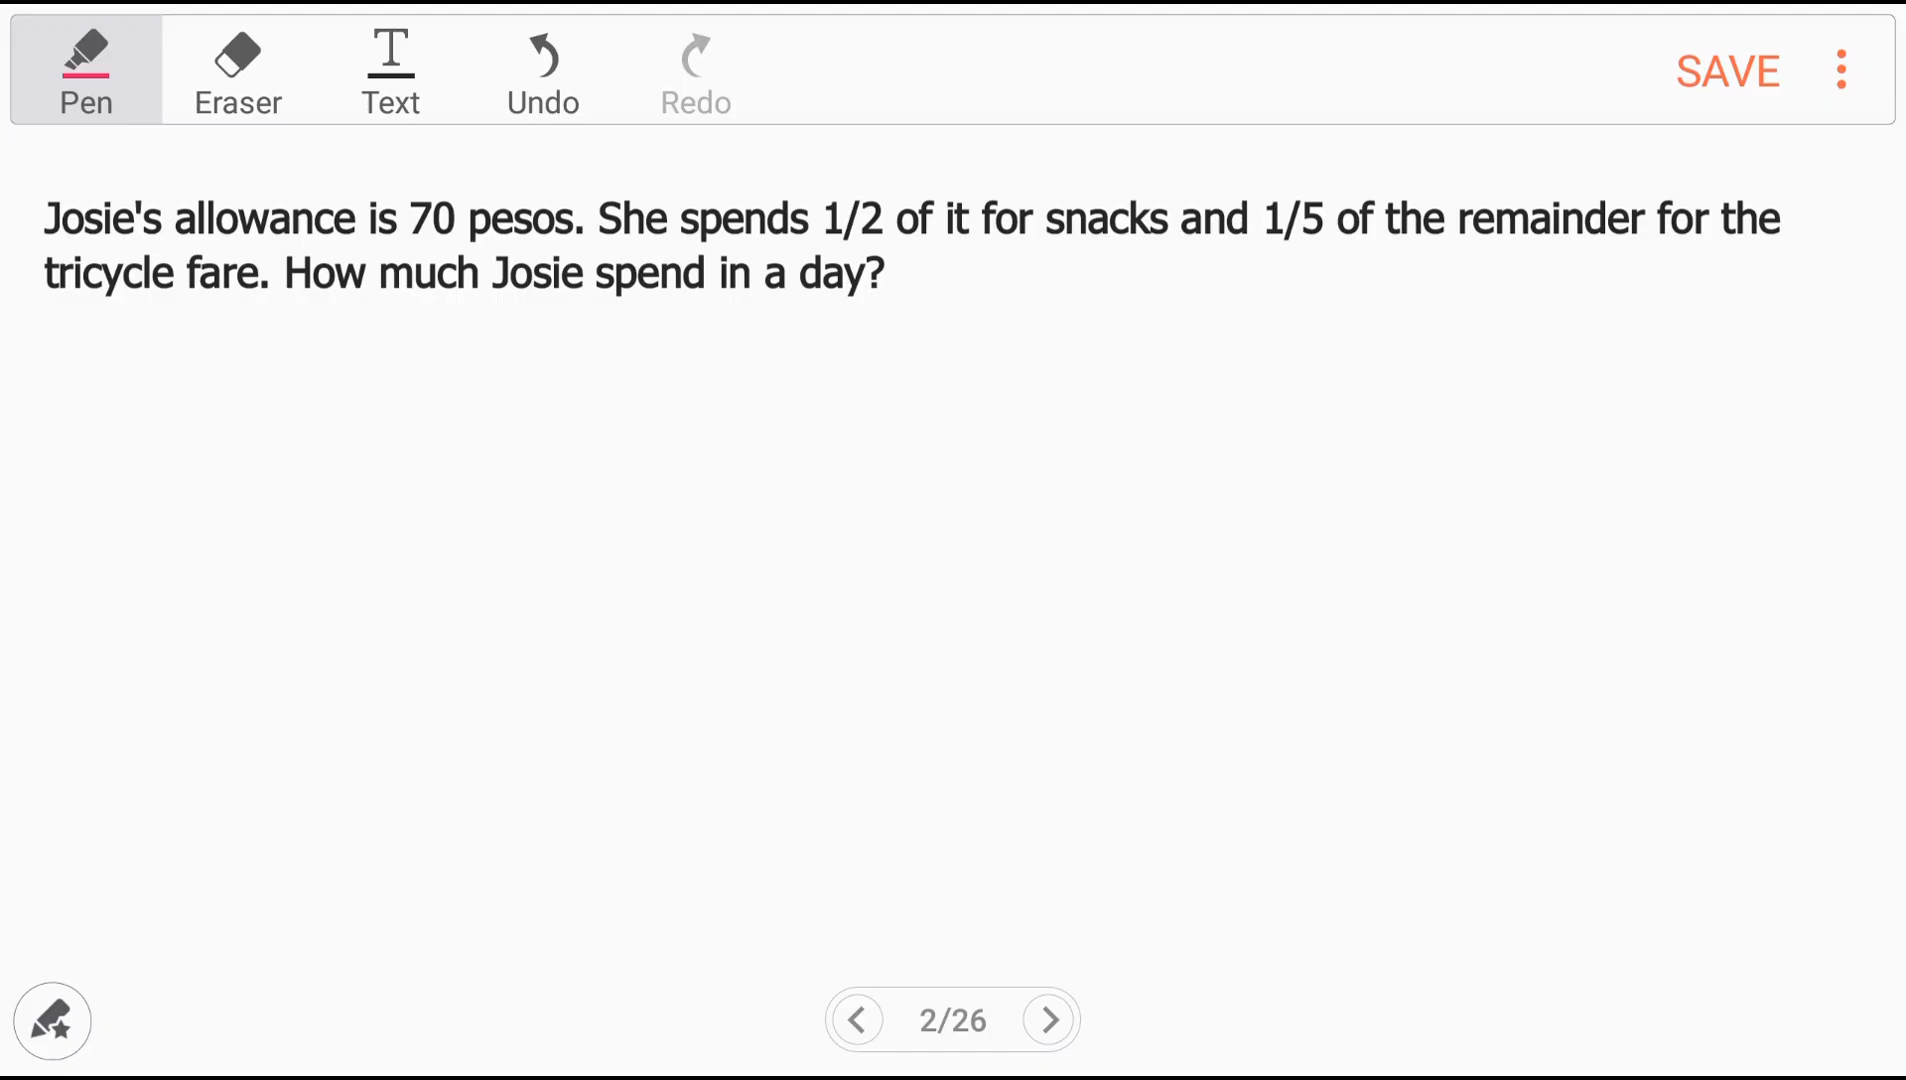 Pen Eraser Text Undo Redo SAVE
Josie's allowance is 70 pesos. She spends 1/2 of it for snacks and 1/5 of the remainder for the
tricycle fare. How much Josie spend in a day?
2/26